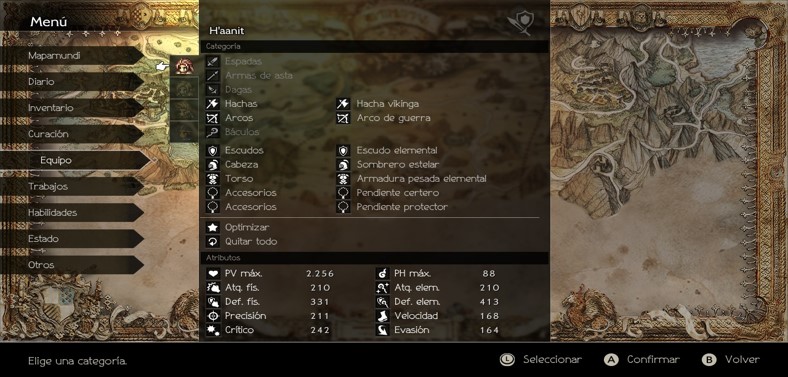 Menú
Mapamundi
Diario
Inventario
Curación
Equipo
Trabajos
Habilidades
Estado
Otros
H'aanit
Categoría
Espadas
Armas de asta
Dagas
Hachas Hacha vikinga
Arcos Arco de guerra
Báculos
Escudos Escudo elemental
Cabeza Sombrero estelar
Torso Armadura pesada elemental
Accesorios Pendiente certero
Accesorios Pendiente protector
Optimizar
Quitar todo
Atributos
PV máx. 2.256 PH máx. 88
Atq. fís. 210 Atq. elem. 210
Def. fís. 331 Def. elem. 413
Precisión 211 Velocidad 168
Crítico 242 Evasión 164
Elige una categoría.
L Seleccionar A Confirmar B Volver